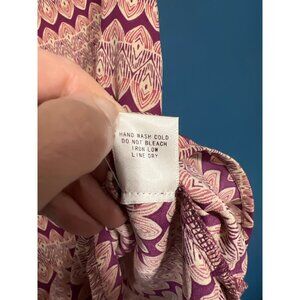 HAND WASH COLD
DO NOT BLEACH
IRON LOW
LINE DRY